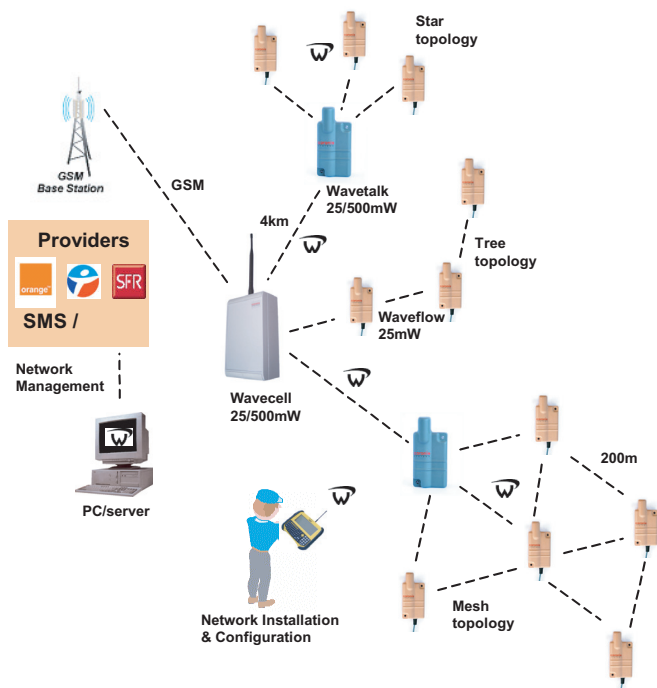 Star
topology
GSM
Base Station
GSM
Wavetalk
25/500mW
4km
Providers
orange
SFR
SMS /
Tree
topology
Waveflow
25mW
Network
Management
Wavecell
25/500mW
W
PC/server
200m
Mesh
topology
Network Installation
& Configuration